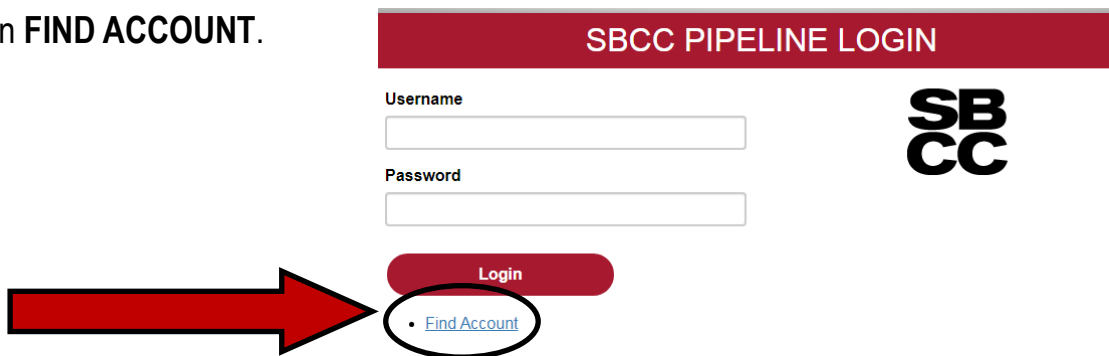 n FIND ACCOUNT.
SBCC PIPELINE LOGIN
Username
SB
CC
Password
Login
• Find Account